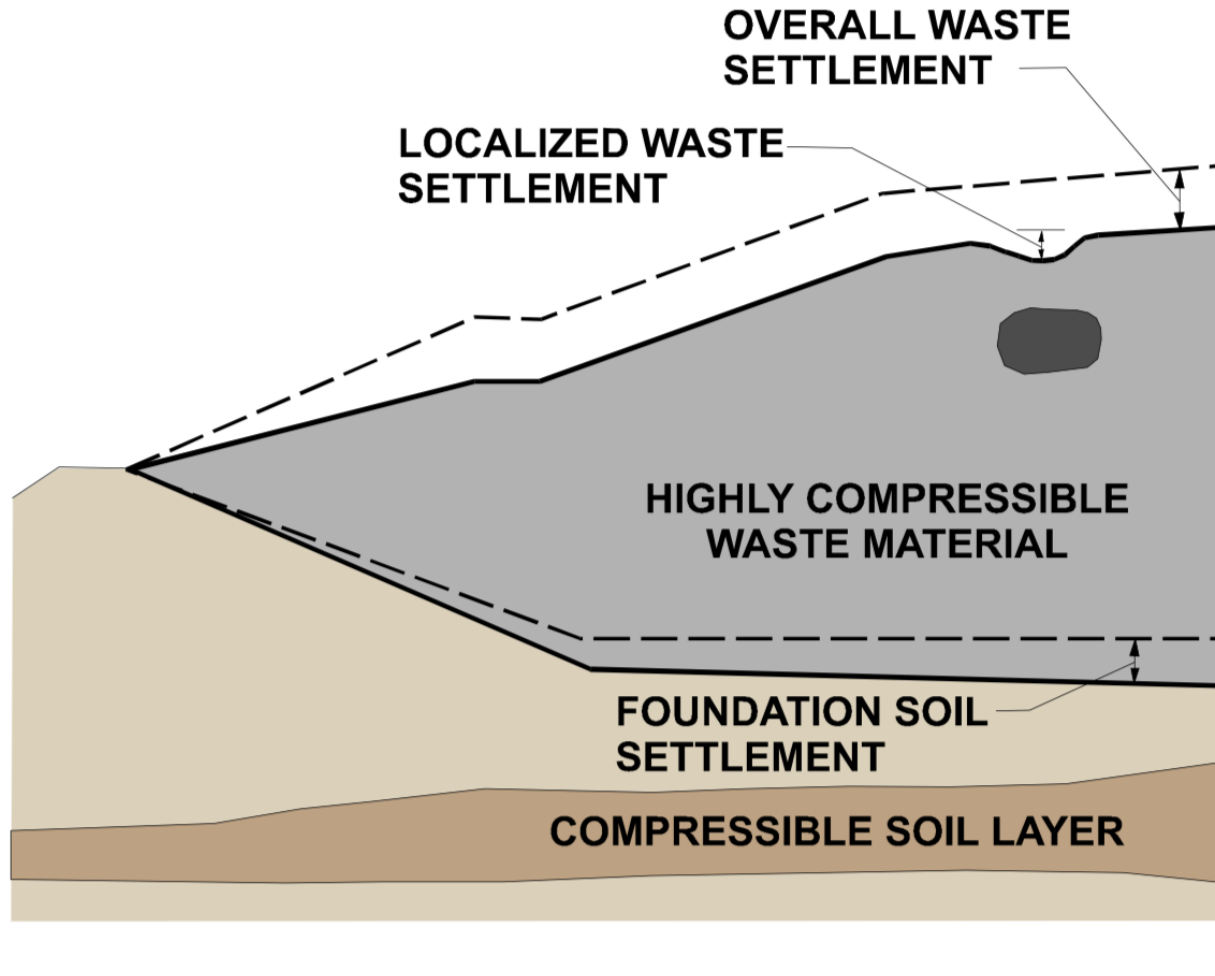 OVERALL WASTE
SETTLEMENT
LOCALIZED WASTE
SETTLEMENT
HIGHLY COMPRESSIBLE
WASTE MATERIAL
FOUNDATION SOIL
SETTLEMENT
COMPRESSIBLE SOIL LAYER